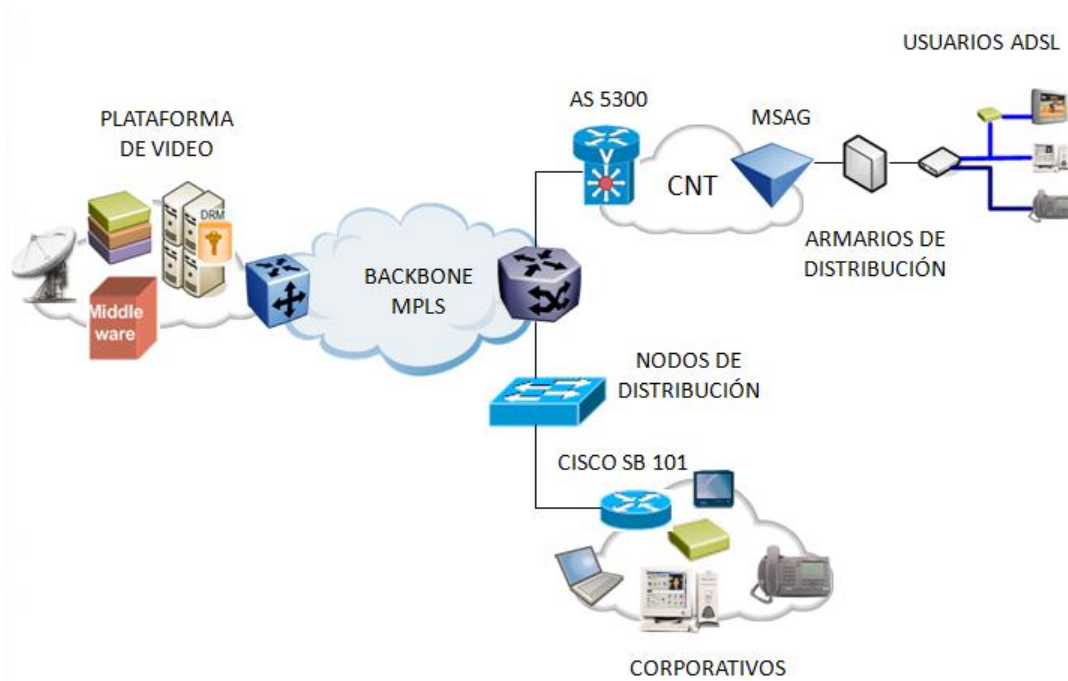 USUARIOS ADSL
AS 5300
MSAG
PLATAFORMA
DE VIDEO
DRM
CNT
Middle
ware
BACKBONE
MPLS
ARMARIOS DE
DISTRIBUCIÓN
NODOS DE
DISTRIBUCIÓN
CISCO SB 101
CORPORATIVOS